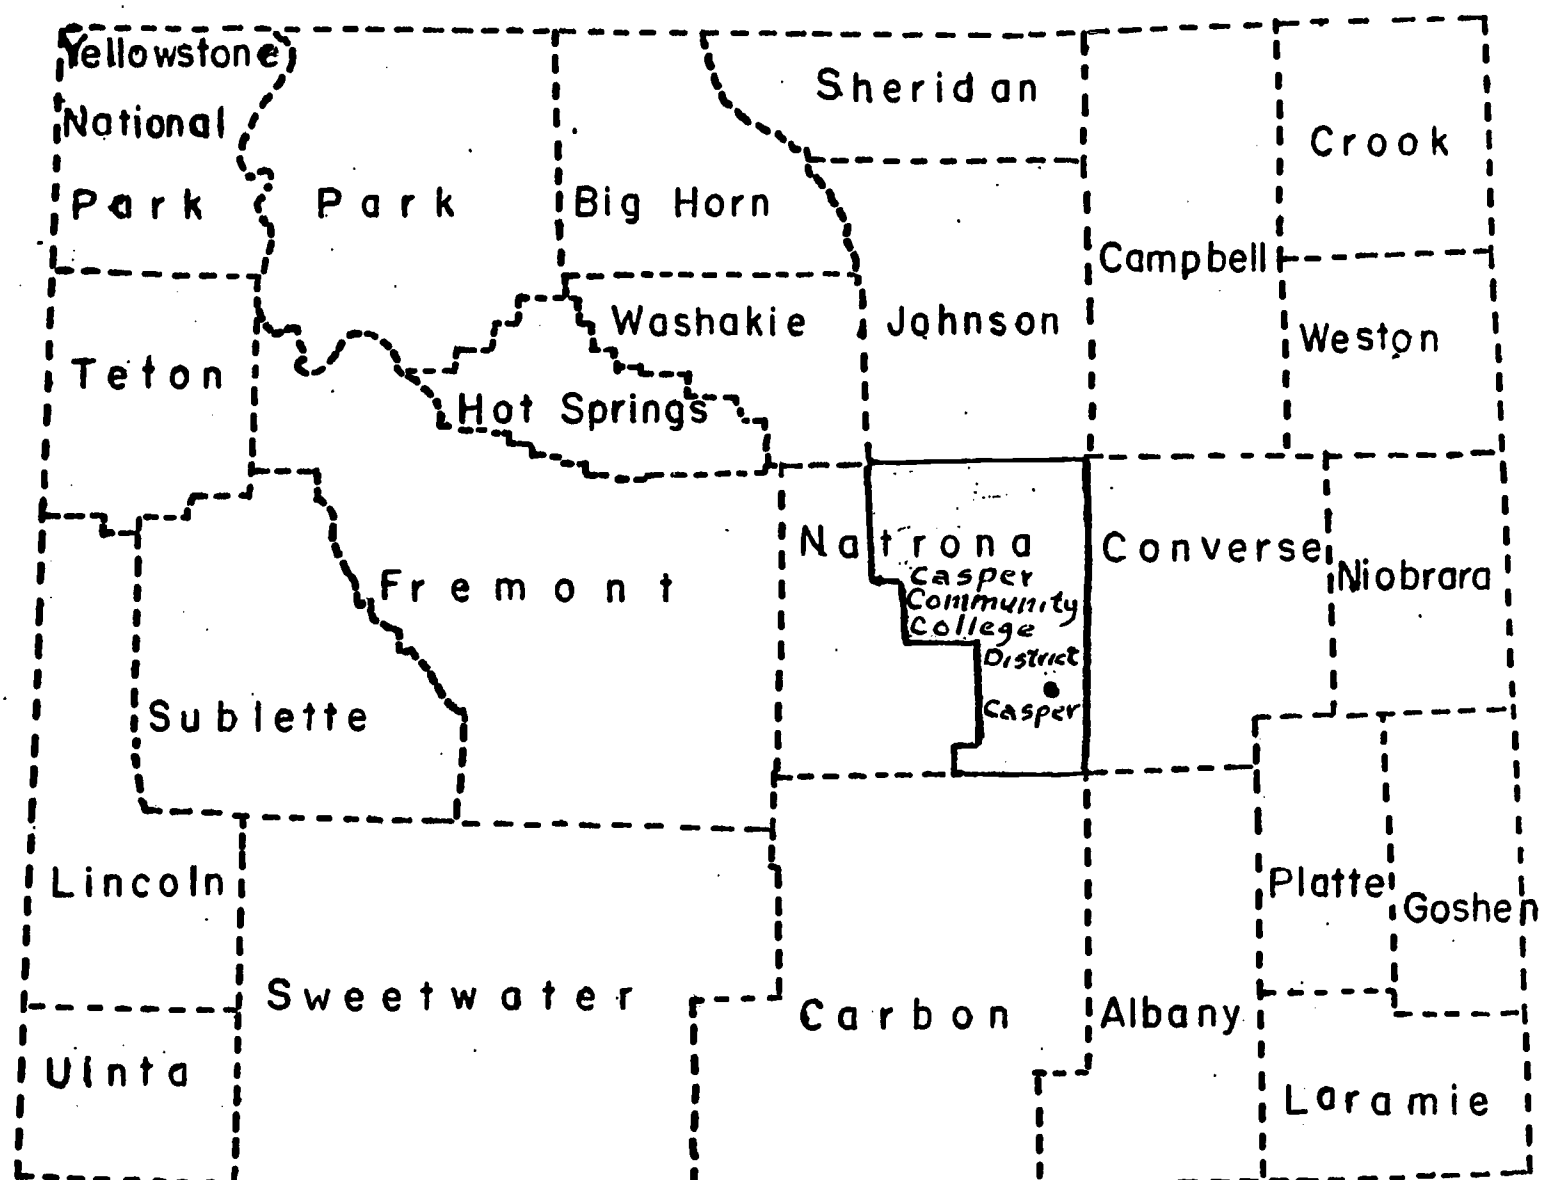 Yellowstone
National
Park
Park
Big Horn
Sheridan
Crook
Campbell
Teton
Washakie
Johnson
Weston
Hot Springs
Fremont
Natrona
Casper
Community
College
District
Casper
Converse
Niobrara
Sublette
Lincoln
Platte
Goshen
Sweetwater
Carbon
Albany
Uinta
Laramie